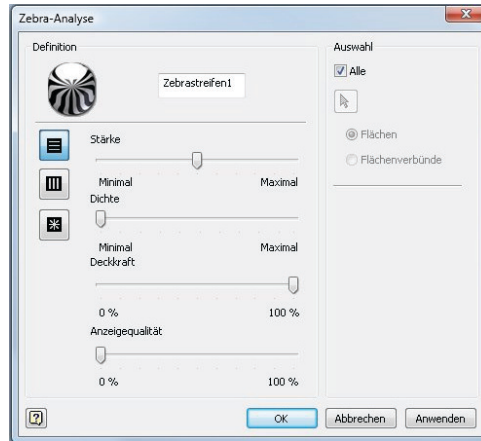 Zebra-Analyse
Definition
Zebrastreifen1
Stärke
Minimal Maximal
Dichte
Minimal Maximal
Deckkraft
0 % 100 %
Anzeigequalität
0 % 100 %
Auswahl
Alle
Flächen
Flächenverbünde
?
OK Abbrechen Anwenden